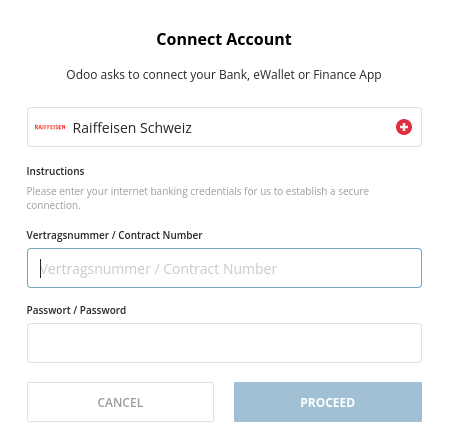 Connect Account
Odoo asks to connect your Bank, eWallet or Finance App
RAIFFEISEN Raiffeisen Schweiz
Instructions
Please enter your internet banking credentials for us to establish a secure
connection.
Vertragsnummer / Contract Number
Vertragsnummer / Contract Number
Passwort / Password
CANCEL PROCEED